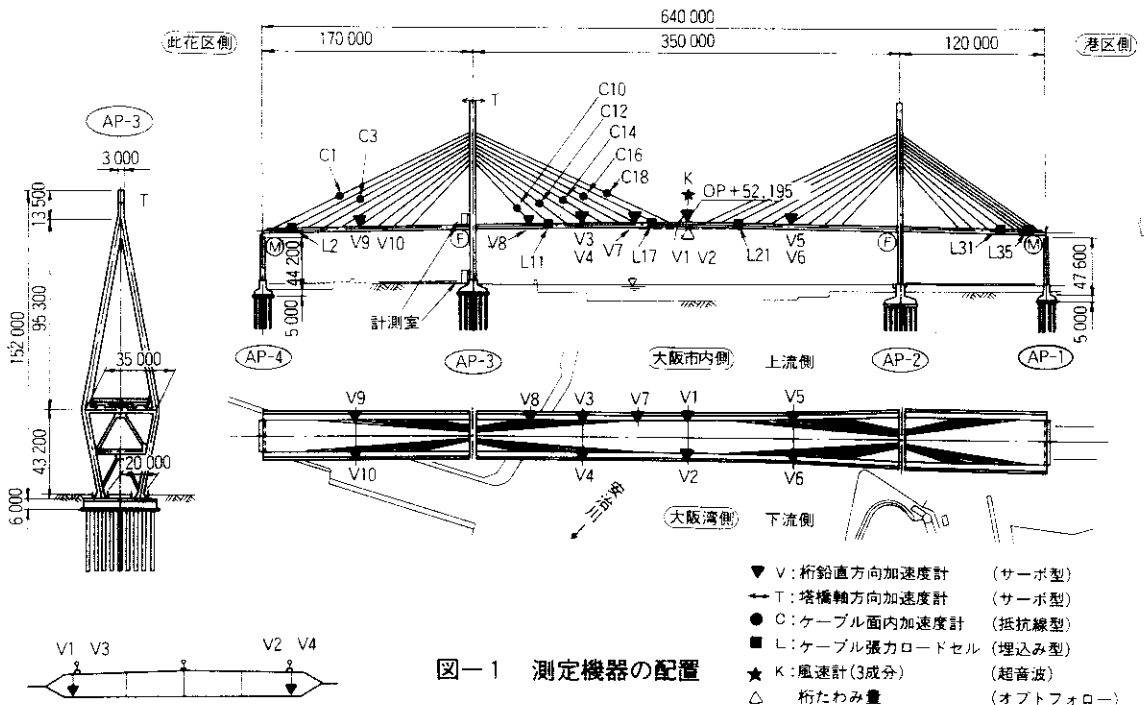 640 000
此花区側
170 000
350 000
120 000
港区側
AP-3
3 000
T
13 500
95 300
152 000
35 000
43 200
20 000
6 000
T
C10
C12
C14
C16
C18
C1
C3
K
OP+52,195
M
L2
V9
V10
F
V8
L11
V3
V4
V7
L17
V1
V2
L21
V5
V6
F
L31
L35
M
44 200
5 000
計測室
47 600
5 000
AP-4
AP-3
大阪市内側
上流側
AP-2
AP-1
V9
V8
V3
V7
V1
V5
V10
V4
V2
V6
安治川
大阪湾側
下流側
▼ V:桁鉛直方向加速度計 (サーボ型)
↔ T:塔橋軸方向加速度計 (サーボ型)
● C:ケーブル面内加速度計 (抵抗線型)
■ L:ケーブル張力ロードセル (埋込み型)
★ K:風速計(3成分) (超音波)
△ 桁たわみ量 (オプトフォロー)
V1 V3
V2 V4
図-1 測定機器の配置